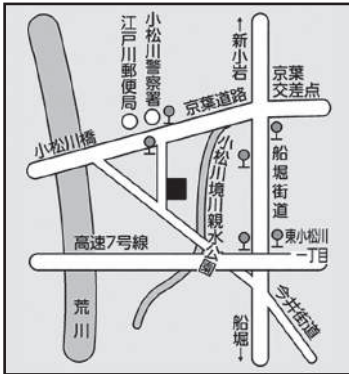 ←新小岩
小松川警察署
江戸川郵便局
京葉道路
京葉
交差点
小松川橋
船堀街道
小松川境川親水公園
東小松川
一丁目
高速7号線
荒川
船堀→
今井街道